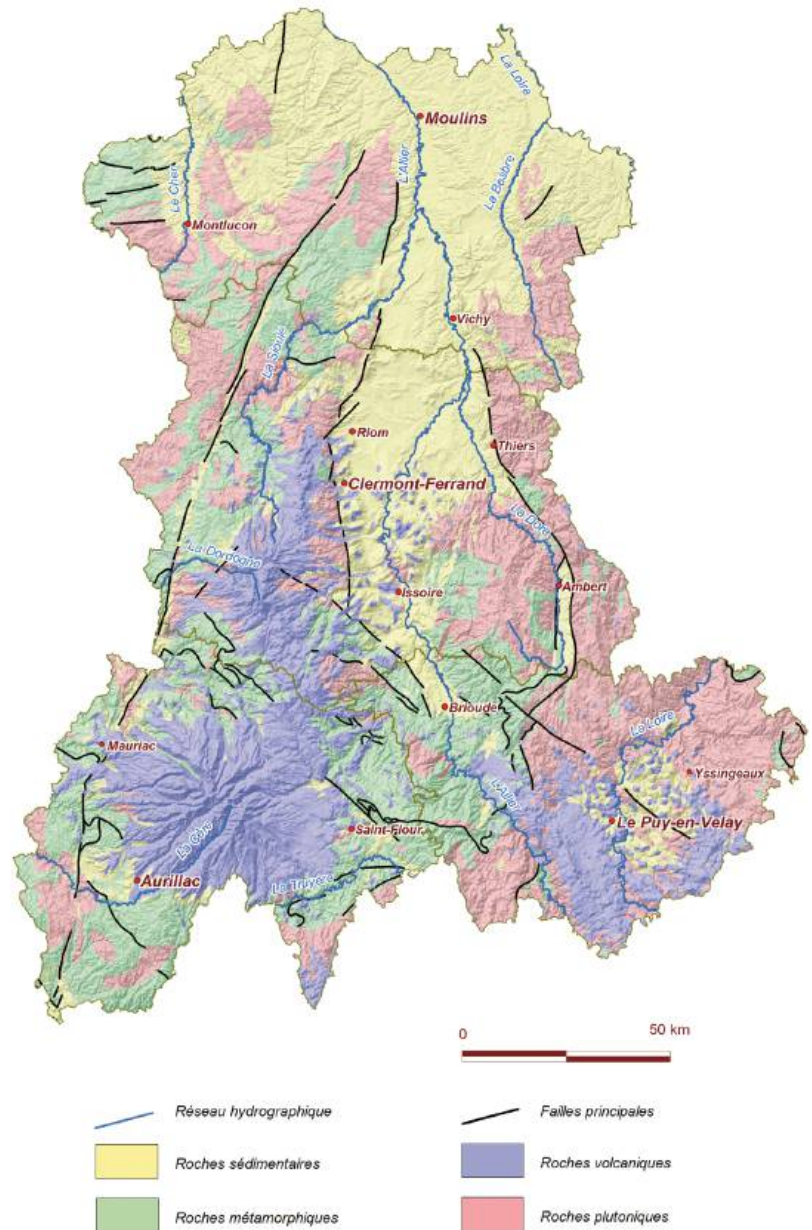 La Loire
Moulins
L'Allier
La Besbre
Le Cher
Montlucon
Vichy
La Sioule
Riom
Thiers
Clermont-Ferrand
La Dore
La Dordogne
Ambert
Issoire
Brioude
La Loire
Mauriac
Yssingeaux
L'Allier
Le Puy-en-Velay
Saint-Flour
La Cère
Aurillac
La Truyère
0 50 km
Réseau hydrographique Failles principales
Roches sédimentaires Roches volcaniques
Roches métamorphiques Roches plutoniques